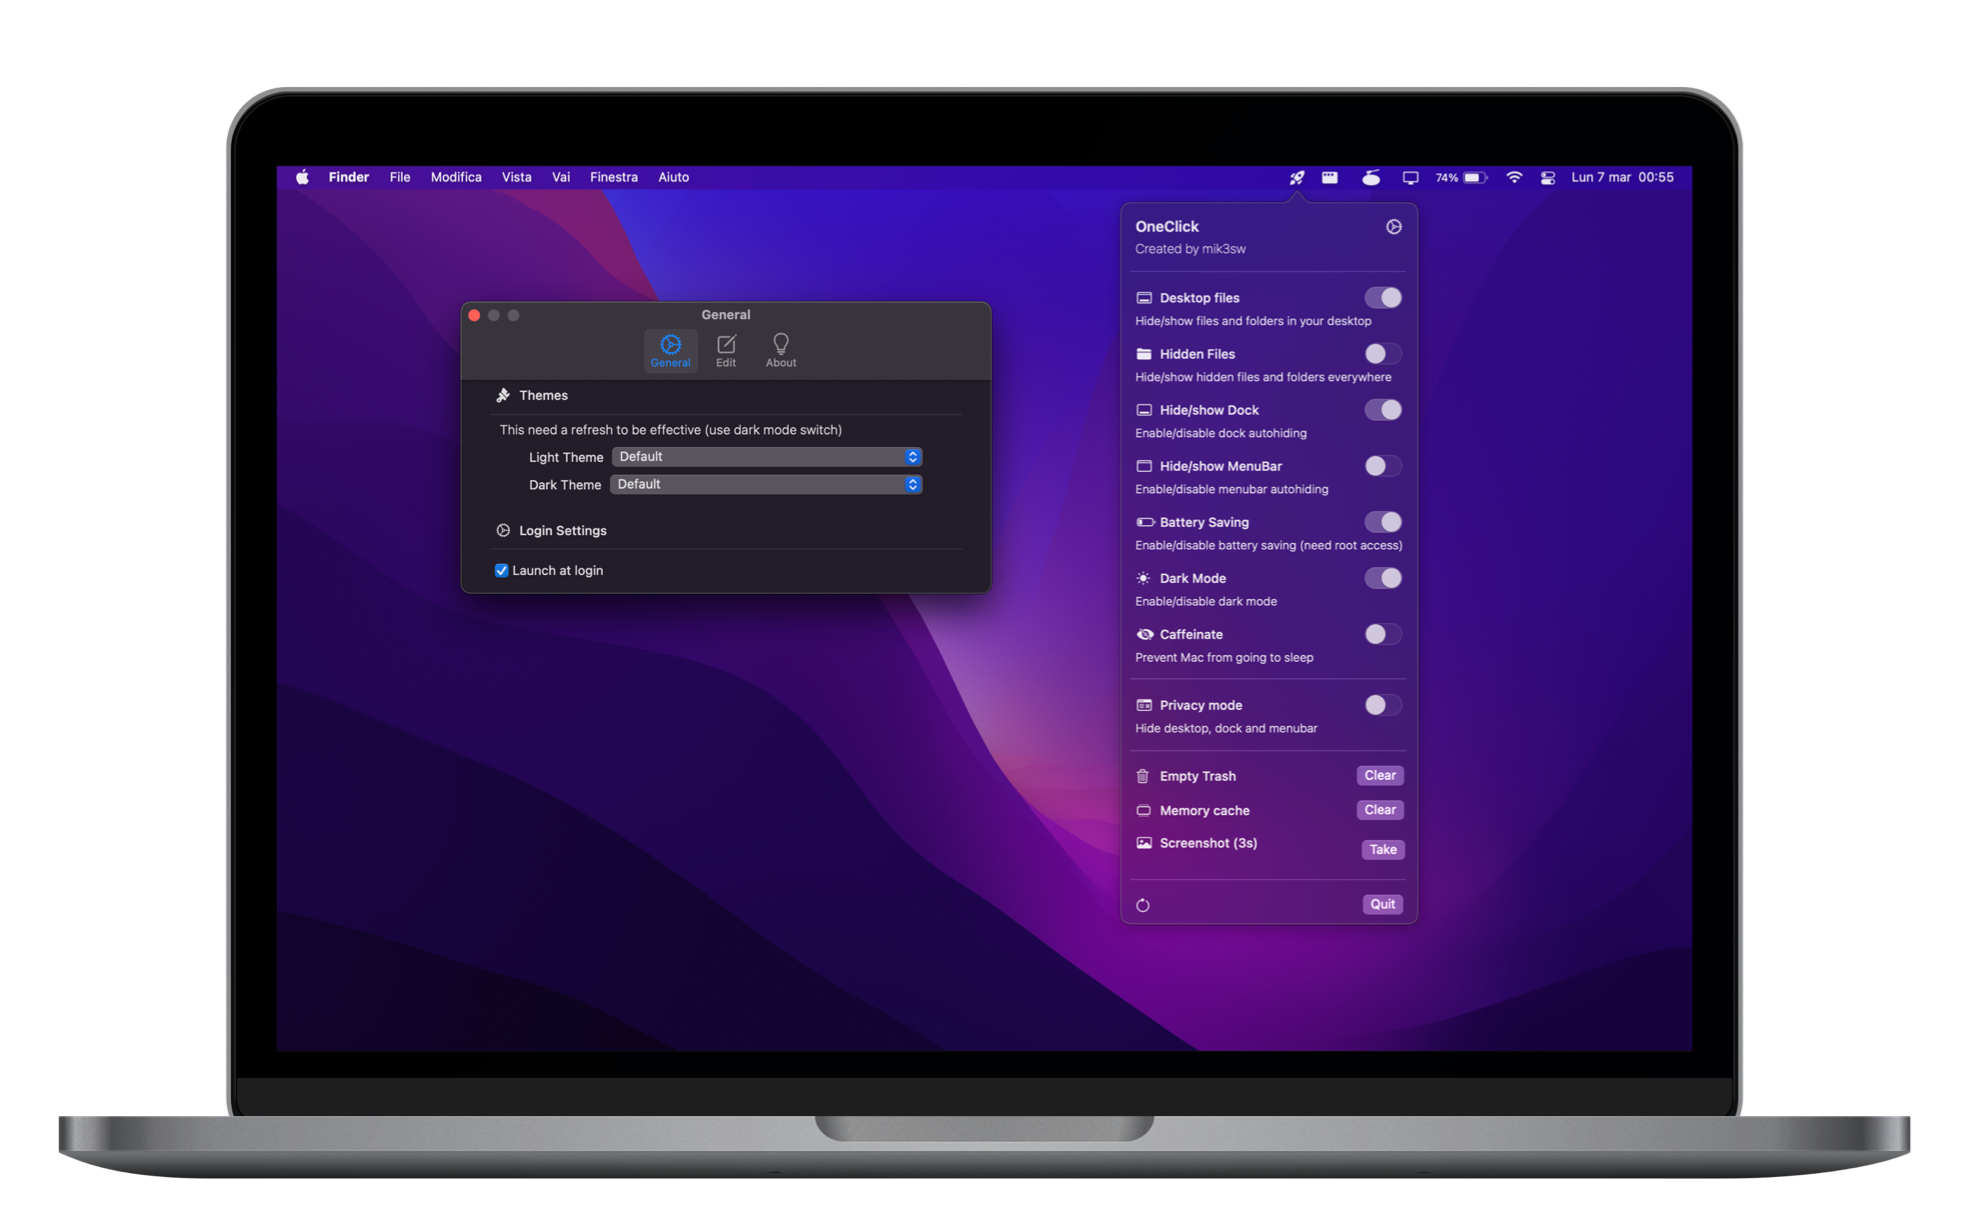 Finder File Modifica Vista Vai Finestra Aiuto 74% Lun 7 mar 00:55
General
General Edit About
Themes
This need a refresh to be effective (use dark mode switch)
Light Theme Default
Dark Theme Default
Login Settings
Launch at login
OneClick
Created by mik3sw
Desktop files
Hide/show files and folders in your desktop
Hidden Files
Hide/show hidden files and folders everywhere
Hide/show Dock
Enable/disable dock autohiding
Hide/show MenuBar
Enable/disable menubar autohiding
Battery Saving
Enable/disable battery saving (need root access)
Dark Mode
Enable/disable dark mode
Caffeinate
Prevent Mac from going to sleep
Privacy mode
Hide desktop, dock and menubar
Empty Trash Clear
Memory cache Clear
Screenshot (3s) Take
Quit